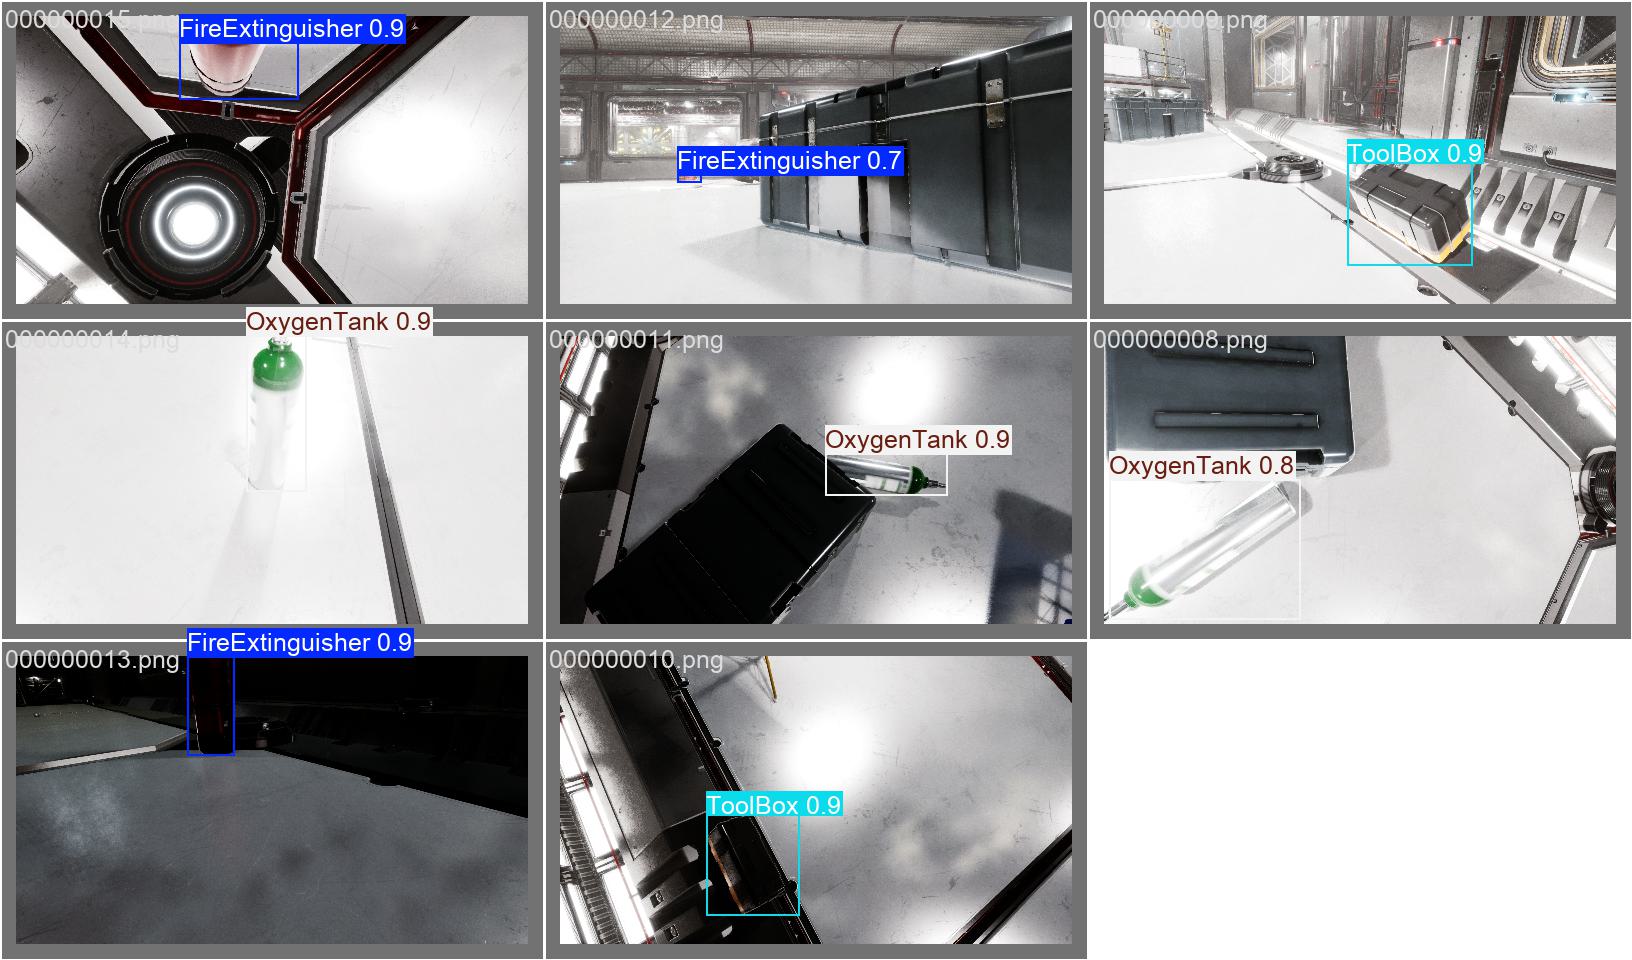 000000015.png
FireExtinguisher 0.9
000000012.png
FireExtinguisher 0.7
000000009.png
ToolBox 0.9
000000014.png
OxygenTank 0.9
000000011.png
OxygenTank 0.9
000000008.png
OxygenTank 0.8
000000013.png
FireExtinguisher 0.9
000000010.png
ToolBox 0.9